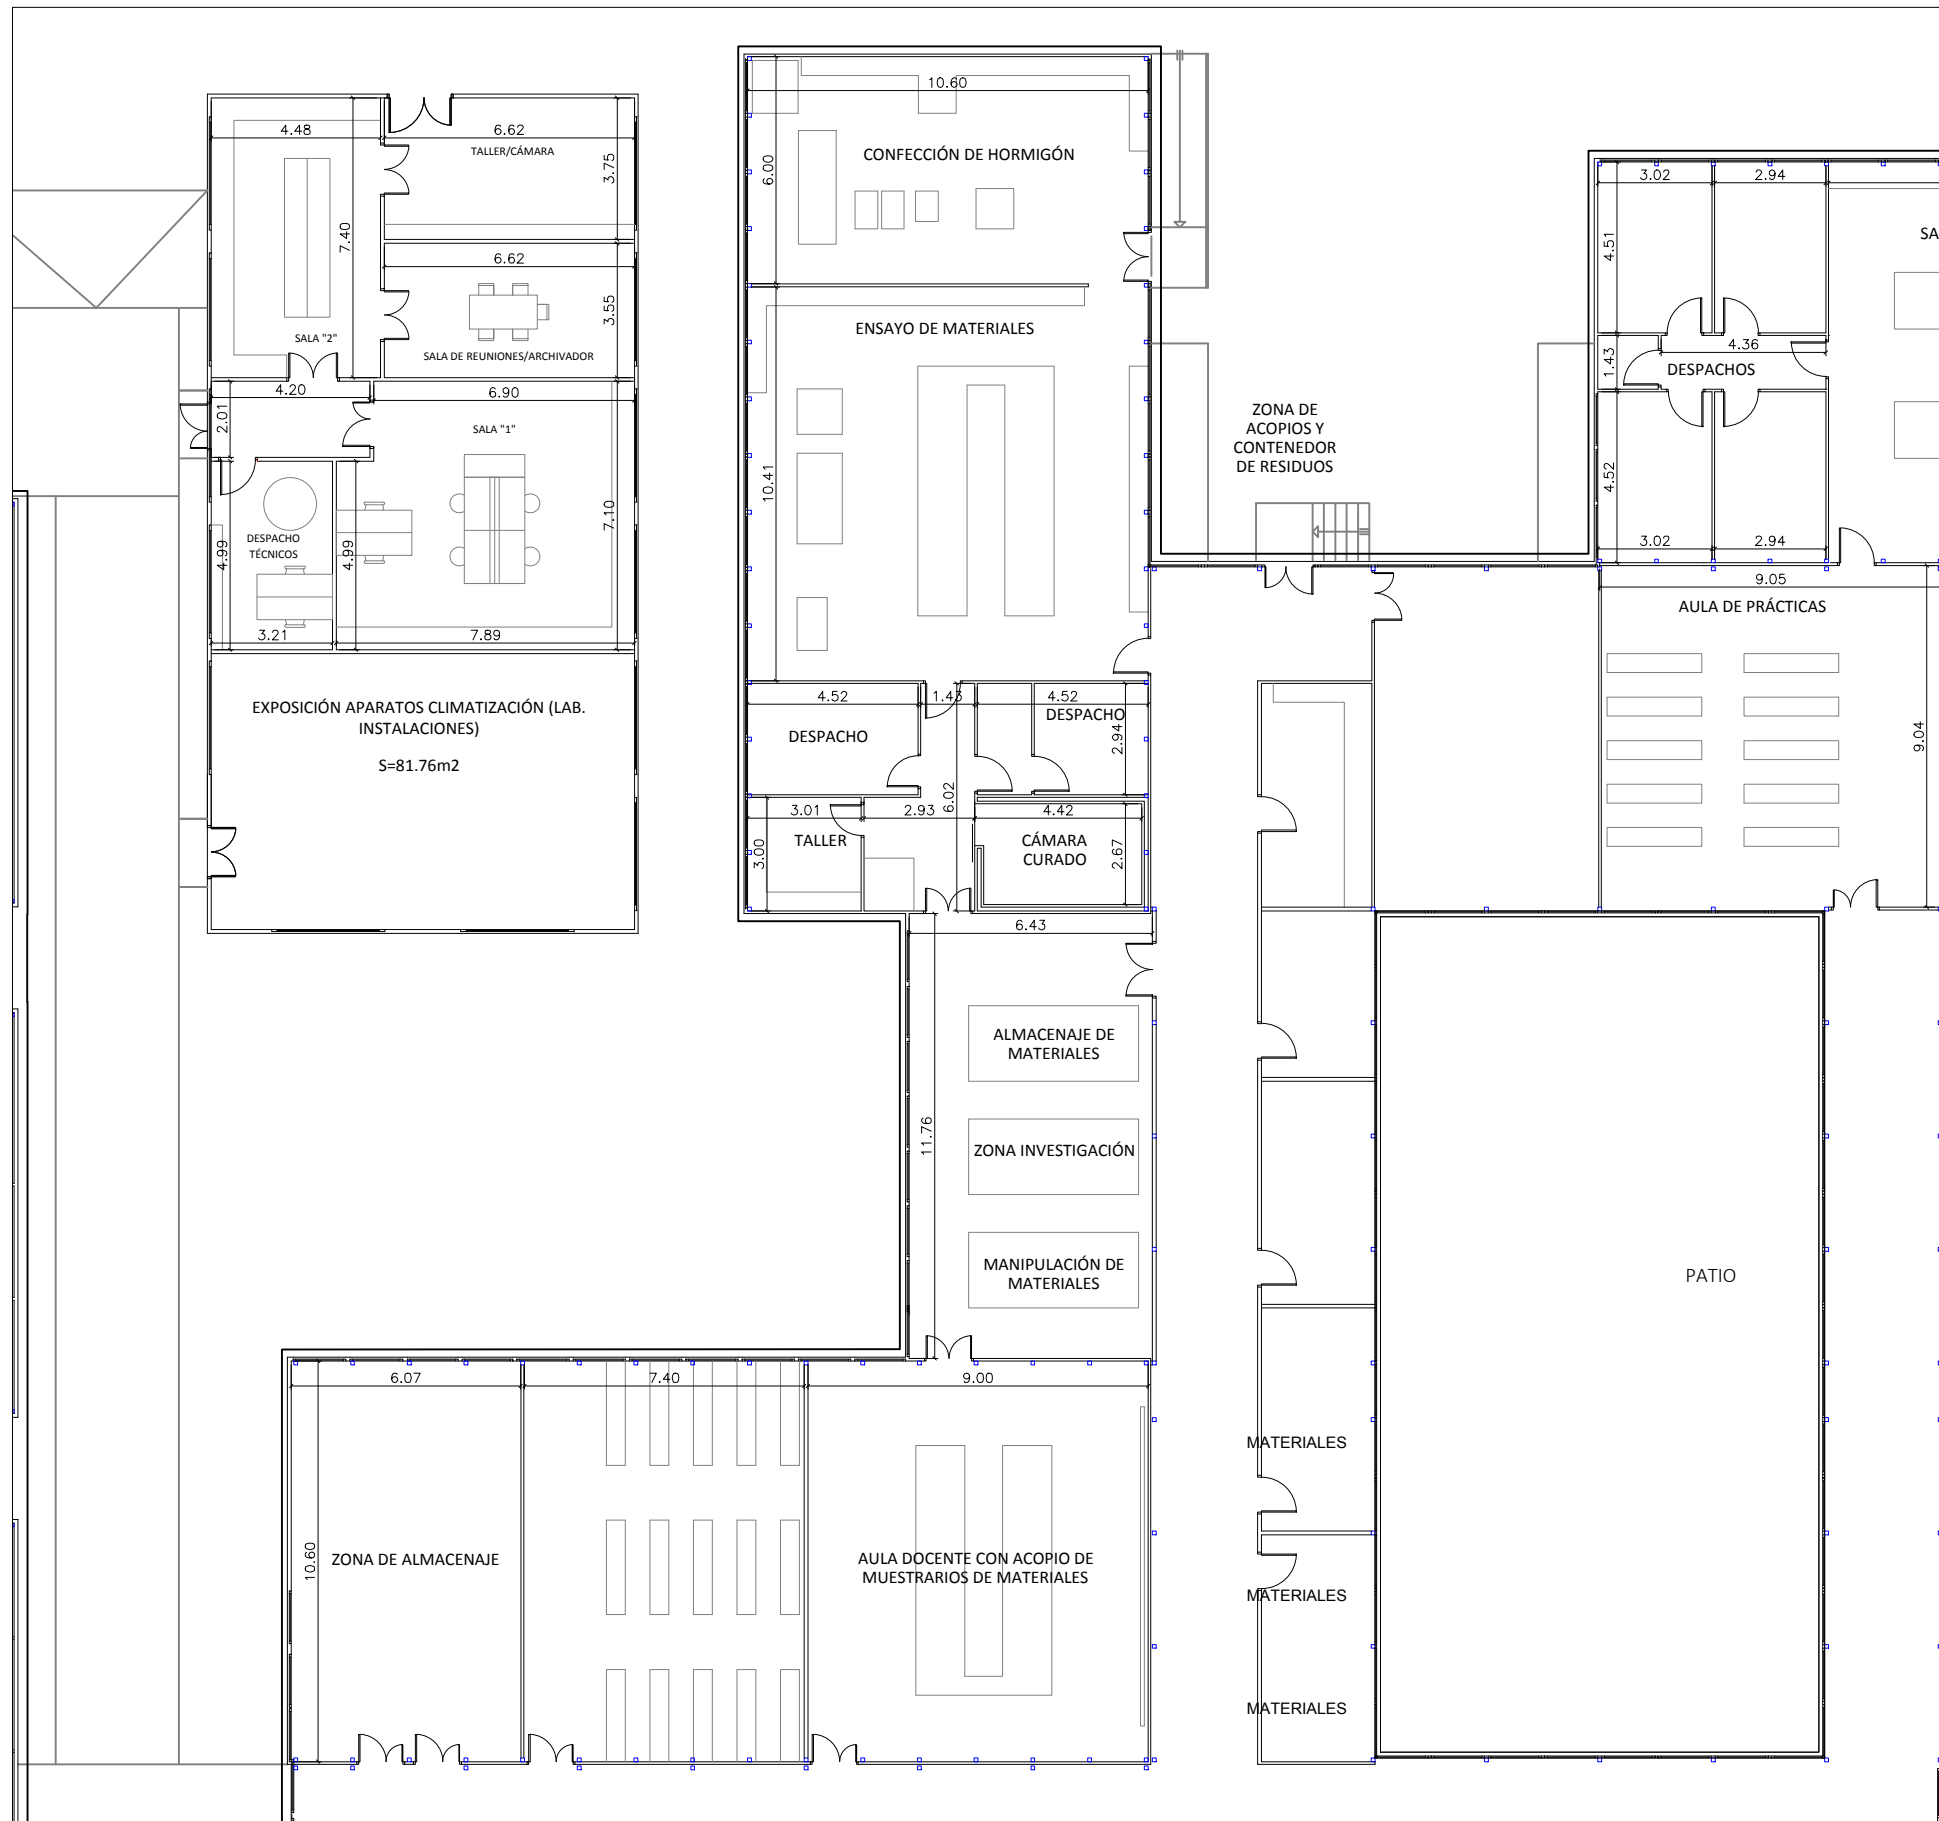 10.60
4.48
6.62
TALLER/CÁMARA
3.75
CONFECCIÓN DE HORMIGÓN
6.00
3.02
2.94
7.40
SA
4.51
6.62
3.55
SALA "2"
SALA DE REUNIONES/ARCHIVADOR
ENSAYO DE MATERIALES
1.43
4.36
DESPACHOS
4.20
6.90
2.01
SALA "1"
ZONA DE
ACOPIOS Y
CONTENEDOR
DE RESIDUOS
10.41
4.52
7.10
DESPACHO
TÉCNICOS
4.99
4.99
3.02
2.94
9.05
AULA DE PRÁCTICAS
3.21
7.89
4.52
1.43
4.52
EXPOSICIÓN APARATOS CLIMATIZACIÓN (LAB.
INSTALACIONES)
S=81.76m2
DESPACHO
DESPACHO
2.94
9.04
6.02
3.01
2.93
4.42
TALLER
3.00
CÁMARA
CURADO
2.67
6.43
ALMACENAJE DE
MATERIALES
11.76
ZONA INVESTIGACIÓN
MANIPULACIÓN DE
MATERIALES
PATIO
6.07
7.40
9.00
MATERIALES
10.60
ZONA DE ALMACENAJE
AULA DOCENTE CON ACOPIO DE
MUESTRARIOS DE MATERIALES
MATERIALES
MATERIALES